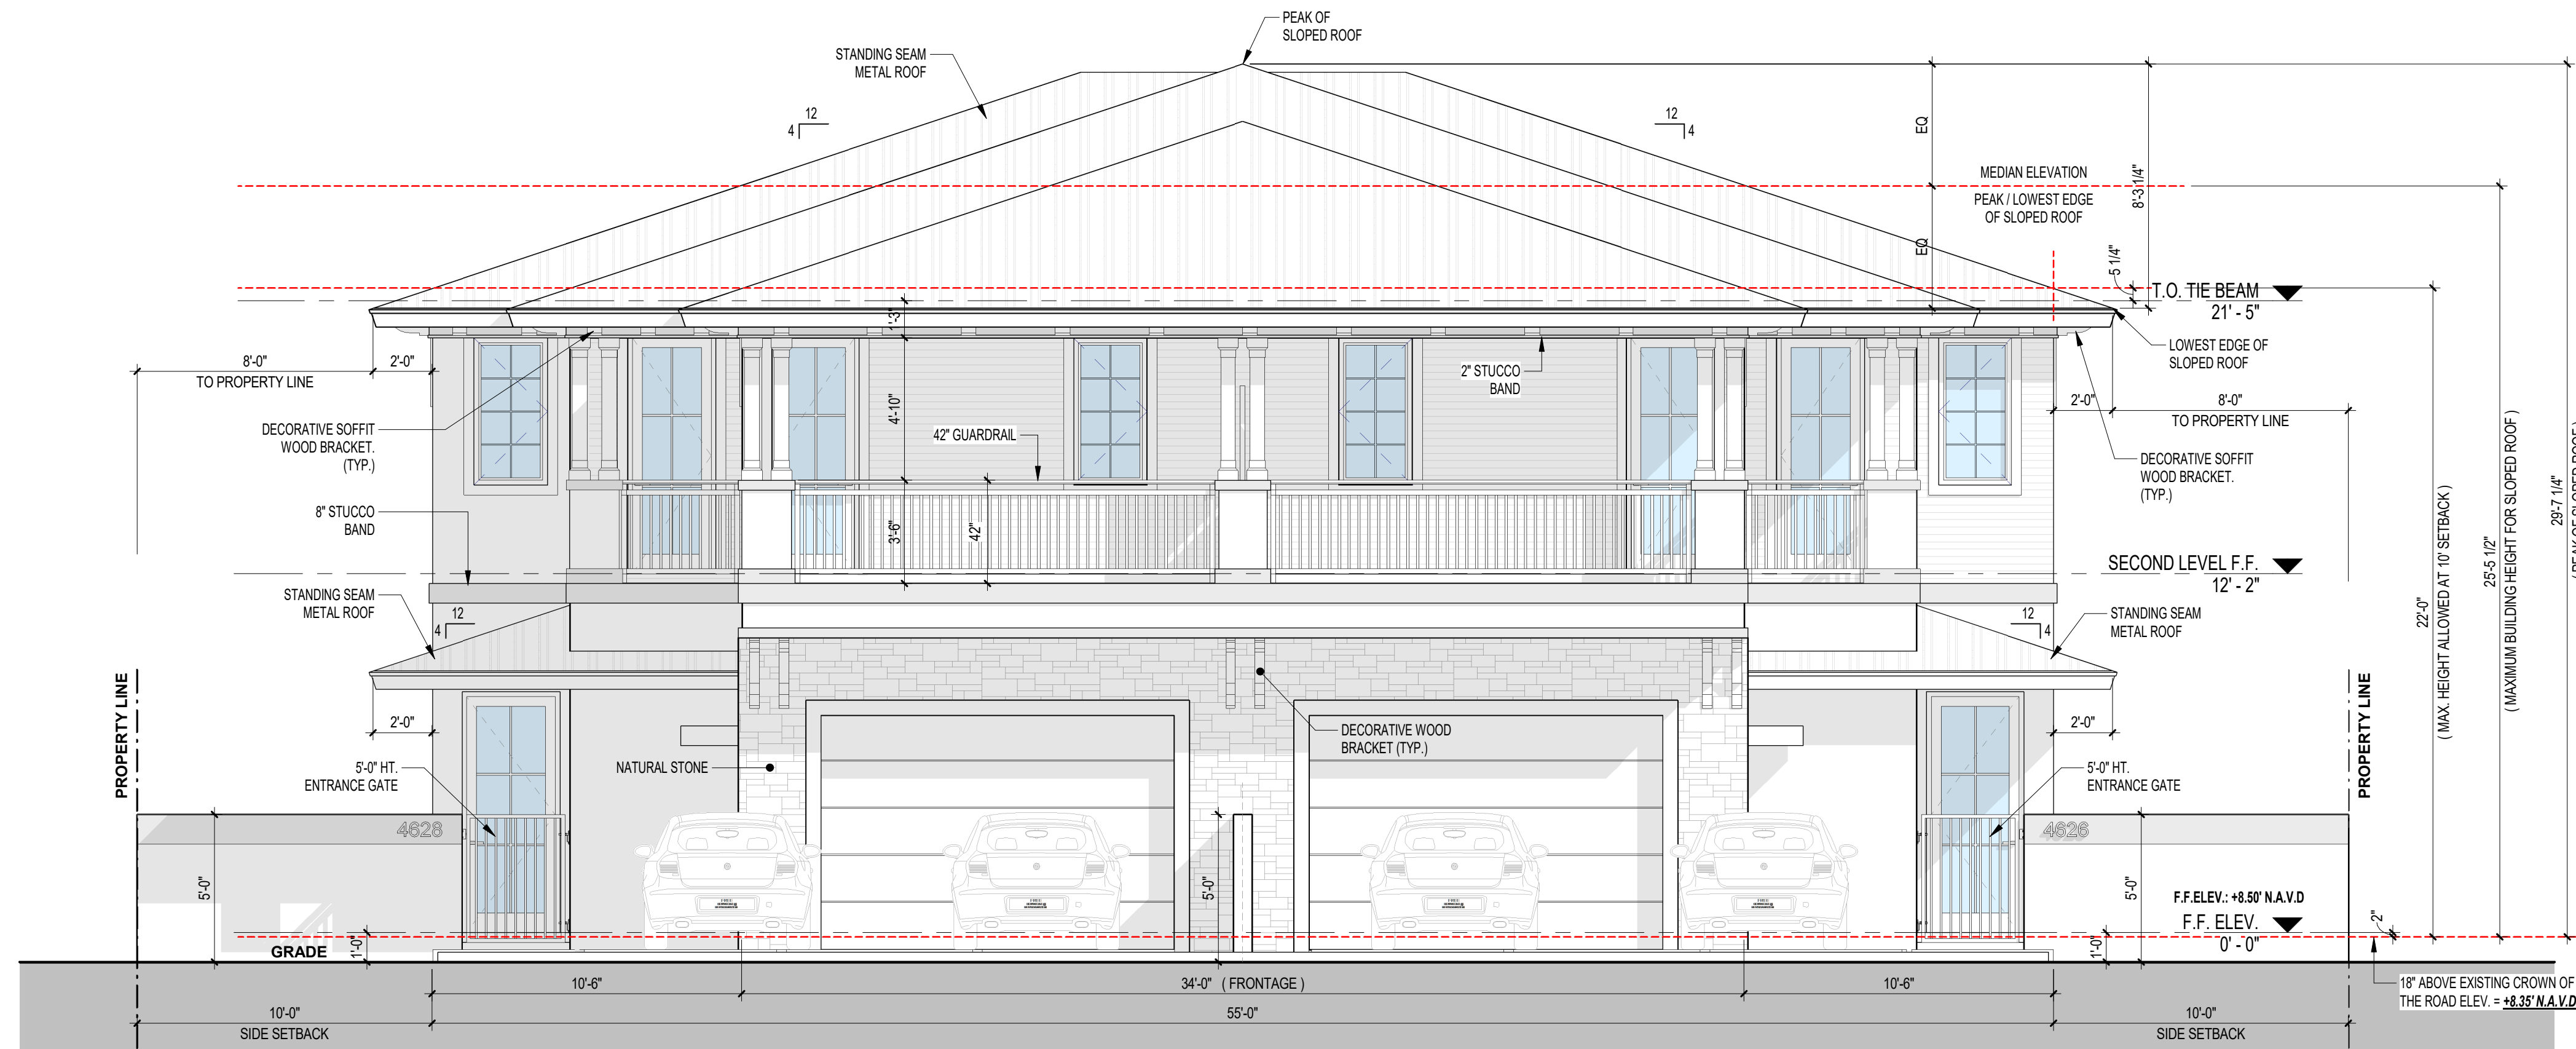 PEAK OF
SLOPED ROOF
STANDING SEAM
METAL ROOF
12
4
12
4
EQ
MEDIAN ELEVATION
PEAK / LOWEST EDGE
OF SLOPED ROOF
8'-3 1/4"
EQ
5 1/4"
T.O. TIE BEAM
21' - 5"
1'-3"
8'-0"
TO PROPERTY LINE
2'-0"
2" STUCCO
BAND
LOWEST EDGE OF
SLOPED ROOF
2'-0"
8'-0"
TO PROPERTY LINE
DECORATIVE SOFFIT
WOOD BRACKET.
(TYP.)
4'-10"
42" GUARDRAIL
DECORATIVE SOFFIT
WOOD BRACKET.
(TYP.)
8" STUCCO
BAND
3'-6"
42"
SECOND LEVEL F.F.
12' - 2"
22'-0"
( MAX. HEIGHT ALLOWED AT 10' SETBACK )
25'-5 1/2"
( MAXIMUM BUILDING HEIGHT FOR SLOPED ROOF )
29'-7 1/4"
STANDING SEAM
METAL ROOF
12
4
12
4
STANDING SEAM
METAL ROOF
PROPERTY LINE
2'-0"
DECORATIVE WOOD
BRACKET (TYP.)
2'-0"
PROPERTY LINE
5'-0" HT.
ENTRANCE GATE
NATURAL STONE
5'-0" HT.
ENTRANCE GATE
4628
4626
5'-0"
5'-0"
5'-0"
F.F.ELEV.: +8.50' N.A.V.D
F.F. ELEV.
0' - 0"
2"
GRADE
1'-0"
1'-0"
10'-6"
34'-0" ( FRONTAGE )
10'-6"
18" ABOVE EXISTING CROWN OF
THE ROAD ELEV. = +8.35' N.A.V.D
10'-0"
SIDE SETBACK
55'-0"
10'-0"
SIDE SETBACK